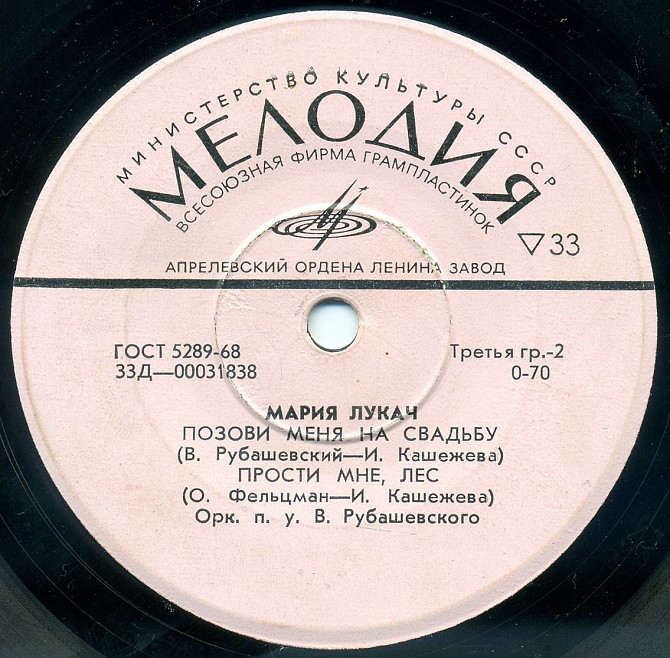 МИНИСТЕРСТВО КУЛЬТУРЫ СССР
МЕЛОДИЯ
ВСЕСОЮЗНАЯ ФИРМА ГРАМПЛАСТИНОК
▽33
АПРЕЛЕВСКИЙ ОРДЕНА ЛЕНИНА ЗАВОД
ГОСТ 5289-68 Третья гр.-2
33Д—00031838 0-70
МАРИЯ ЛУКАЧ
ПОЗОВИ МЕНЯ НА СВАДЬБУ
(В. Рубашевский—И. Кашежева)
ПРОСТИ МНЕ, ЛЕС
(О. Фельцман—И. Кашежева)
Орк. п. у. В. Рубашевского